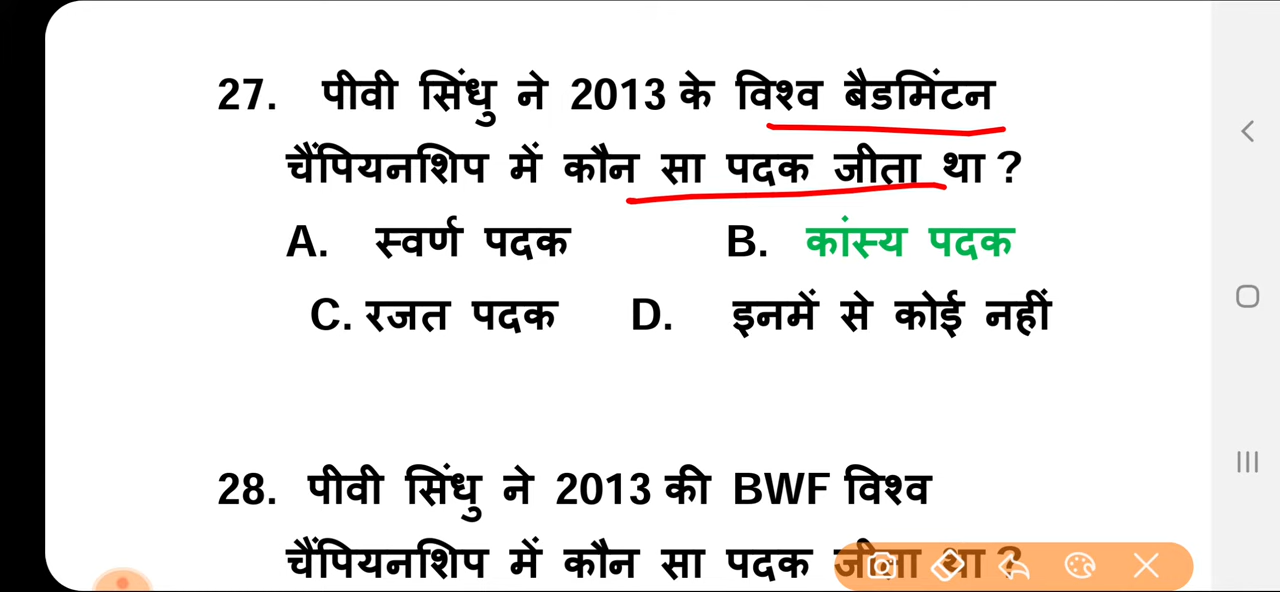 27. पीवी सिंधु ने 2013 के विश्व बैडमिंटन
चैंपियनशिप में कौन सा पदक जीता था ?
A. स्वर्ण पदक B. कांस्य पदक
C. रजत पदक D. इनमें से कोई नहीं
28. पीवी सिंधु ने 2013 की BWF विश्व
चैंपियनशिप में कौन सा पदक जीता था ?